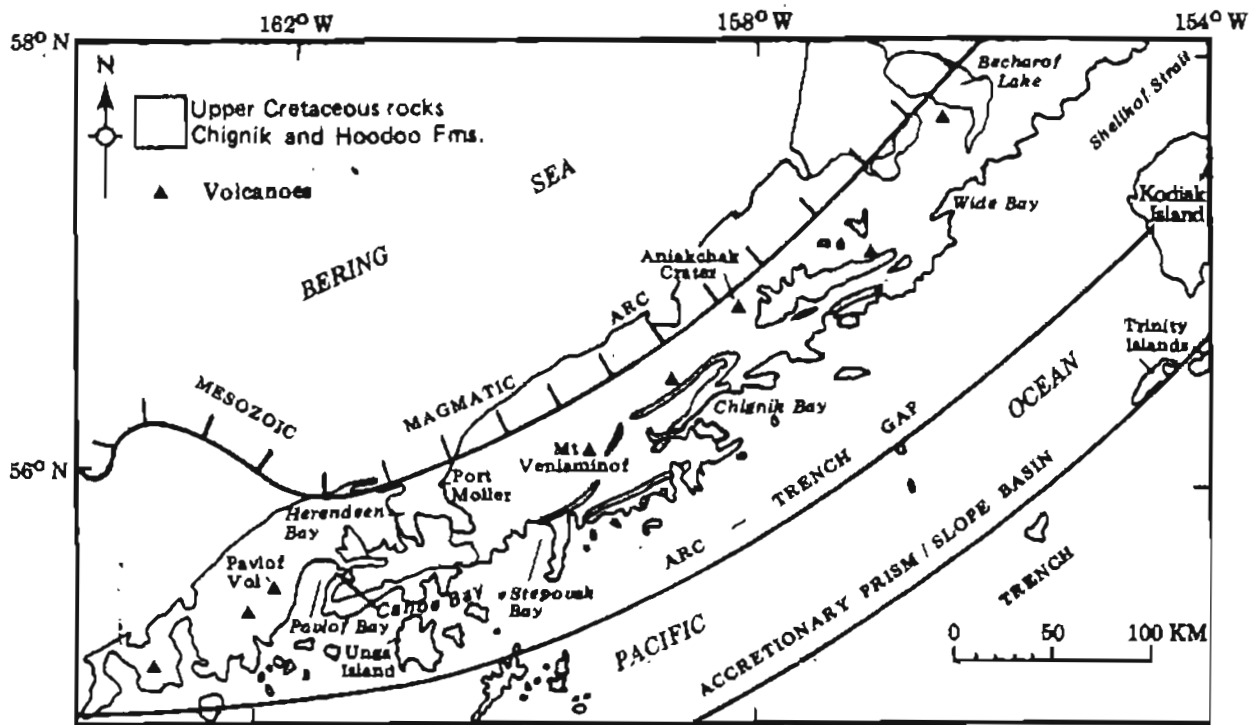 162° W
158° W
154° W
58° N
N
Upper Cretaceous rocks
Chignik and Hoodoo Fms.
Volcanoes
BERING
SEA
Becharof
Lake
Shelikof Strait
Kodiak
Island
Wide Bay
Aniakchak
Crater
Trinity
Islands
MESOZOIC
MAGMATIC
ARC
Chignik Bay
OCEAN
56° N
Mt
Veniaminof
Port
Moller
Herendeen
Bay
ARC
TRENCH
GAP
Pavlof
Vol
Canoe Bay
Stepovak
Bay
Pavlof Bay
Unga
Island
PACIFIC
ACCRETIONARY PRISM / SLOPE BASIN
TRENCH
0 50 100 KM